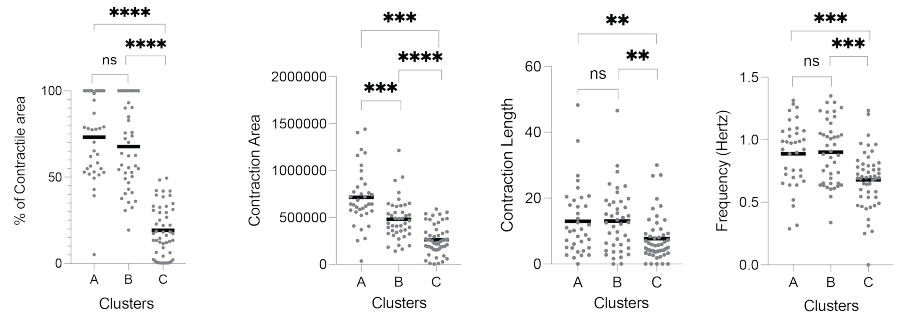 ****
****
ns
% of Contractile area
100
50
0
A B C
Clusters
***
****
***
Contraction Area
2000000
1500000
1000000
500000
0
A B C
Clusters
**
**
ns
Contraction Length
60
40
20
0
A B C
Clusters
***
***
ns
Frequency (Hertz)
1.5
1.0
0.5
0.0
A B C
Clusters